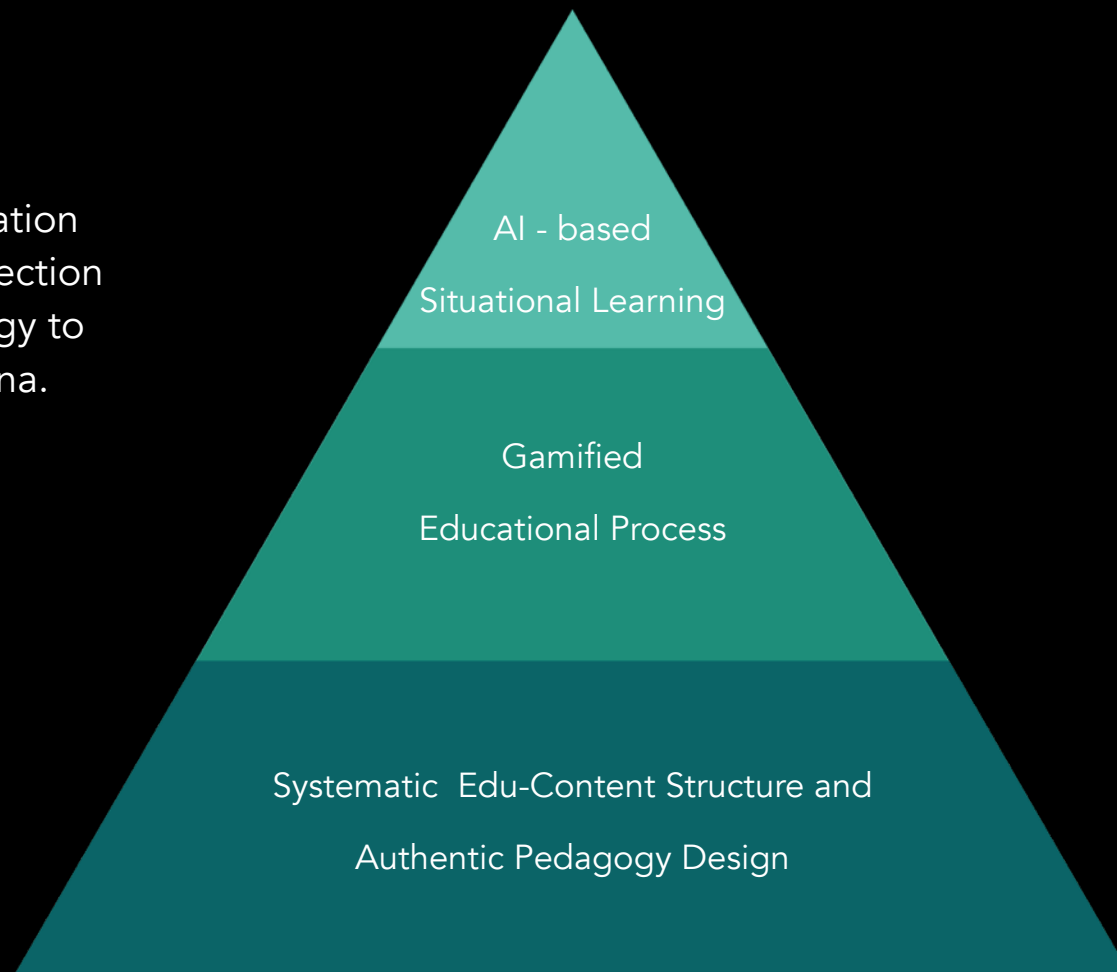 ation
ection
gy to
na.
AI - based
Situational Learning
Gamified
Educational Process
Systematic  Edu-Content Structure and
Authentic Pedagogy Design